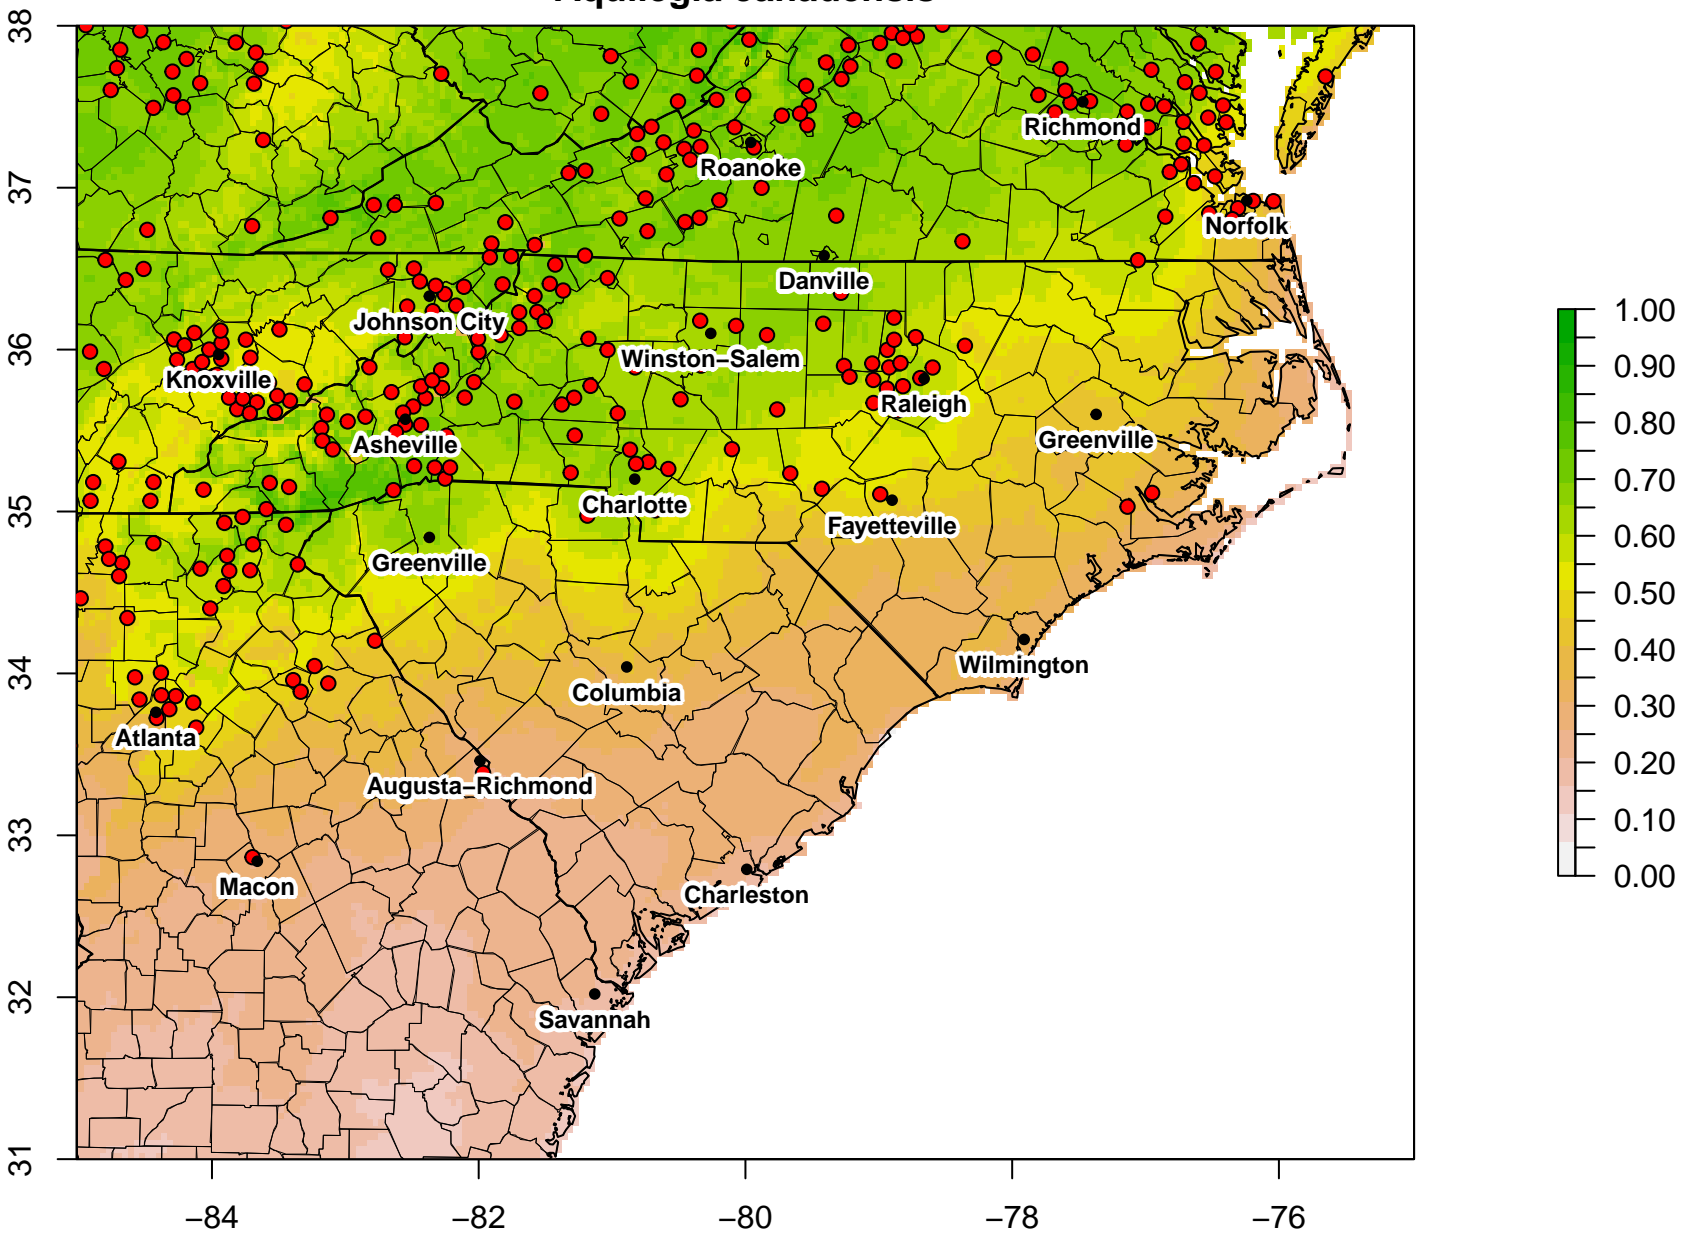 Aquilegia canadensis
38
37
36
35
34
33
32
31
Richmond
Roanoke
Norfolk
Danville
Johnson City
Winston–Salem
Knoxville
Raleigh
Asheville
Greenville
Charlotte
Fayetteville
Greenville
Wilmington
Columbia
Atlanta
Augusta–Richmond
Macon
Charleston
Savannah
−84
−82
−80
−78
−76
1.00
0.90
0.80
0.70
0.60
0.50
0.40
0.30
0.20
0.10
0.00